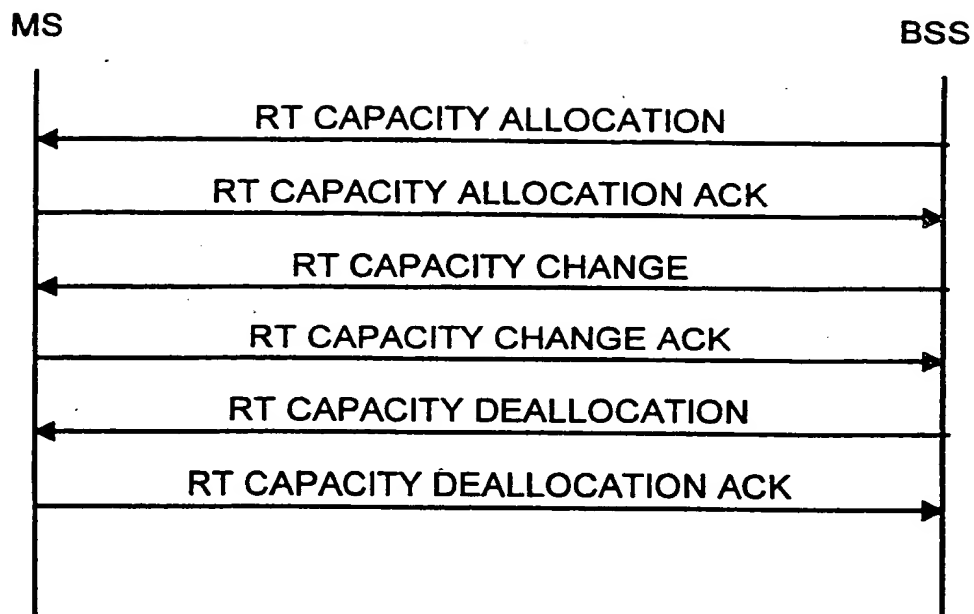 MS
BSS
RT CAPACITY ALLOCATION
RT CAPACITY ALLOCATION ACK
RT CAPACITY CHANGE
RT CAPACITY CHANGE ACK
RT CAPACITY DEALLOCATION
RT CAPACITY DEALLOCATION ACK